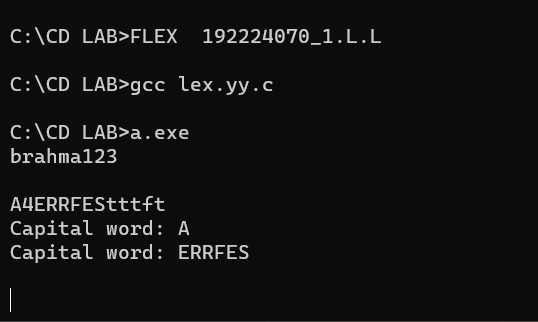 C:\CD LAB>FLEX  192224070_1.L.L
C:\CD LAB>gcc lex.yy.c
C:\CD LAB>a.exe
brahma123
A4ERRFEStttft
Capital word: A
Capital word: ERRFES